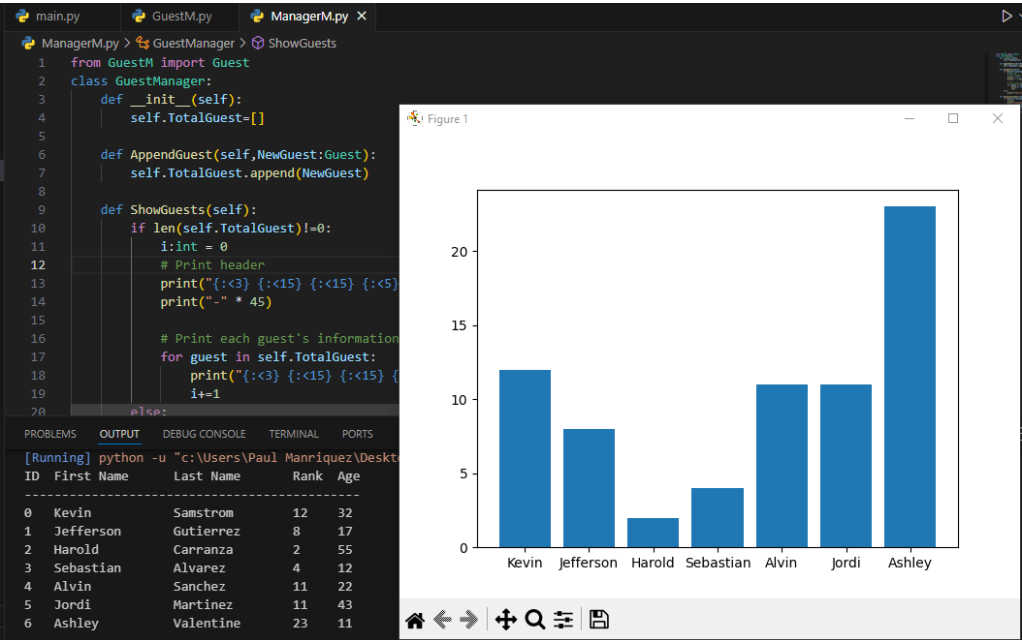 main.py GuestM.py ManagerM.py
ManagerM.py > GuestManager > ShowGuests
1 from GuestM import Guest
2 class GuestManager:
3 def __init__(self):
4 self.TotalGuest=[]
5
6 def AppendGuest(self,NewGuest:Guest):
7 self.TotalGuest.append(NewGuest)
8
9 def ShowGuests(self):
10 if len(self.TotalGuest)!=0:
11 i:int = 0
12 # Print header
13 print("{:<3} {:<15} {:<15} {:<5}
14 print("-" * 45)
15
16 # Print each guest's information
17 for guest in self.TotalGuest:
18 print("{:<3} {:<15} {:<15} {
19 i+=1
20 else:
PROBLEMS OUTPUT DEBUG CONSOLE TERMINAL PORTS
[Running] python -u "c:\Users\Paul Manriquez\Deskto
ID First Name Last Name Rank Age
---------------------------------------------
0 Kevin Samstrom 12 32
1 Jefferson Gutierrez 8 17
2 Harold Carranza 2 55
3 Sebastian Alvarez 4 12
4 Alvin Sanchez 11 22
5 Jordi Martinez 11 43
6 Ashley Valentine 23 11
Figure 1
20
15
10
5
0
Kevin Jefferson Harold Sebastian Alvin Jordi Ashley